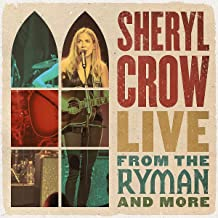 SHERYL
CROW
LIVE
FROM THE
RYMAN
AND MORE